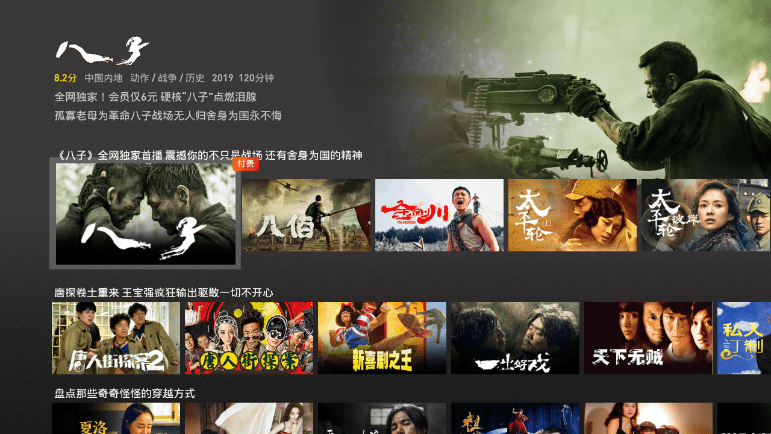 八子
8.2分 中国内地 动作 / 战争 / 历史 2019 120分钟
全网独家！会员仅6元 硬核“八子”点燃泪腺
孤寡老母为革命八子战场无人归舍身为国永不悔
《八子》全网独家首播 震撼你的不只是战场 还有舍身为国的精神
付费
八子
八佰
金刚川
太平轮（上）
太平轮 彼岸
唐探卷土重来 王宝强疯狂输出驱散一切不开心
唐人街探案2
唐人街探案
新喜剧之王
一出好戏
天下无贼
私人订制
盘点那些奇奇怪怪的穿越方式
夏洛